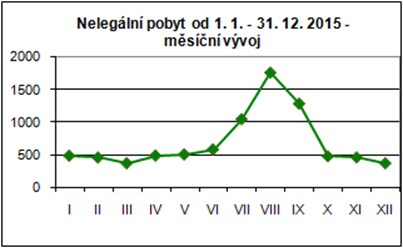 Nelegální pobyt od 1. 1. - 31. 12. 2015 -
měsíční vývoj
2000
1500
1000
500
0
I II III IV V VI VII VIII IX X XI XII